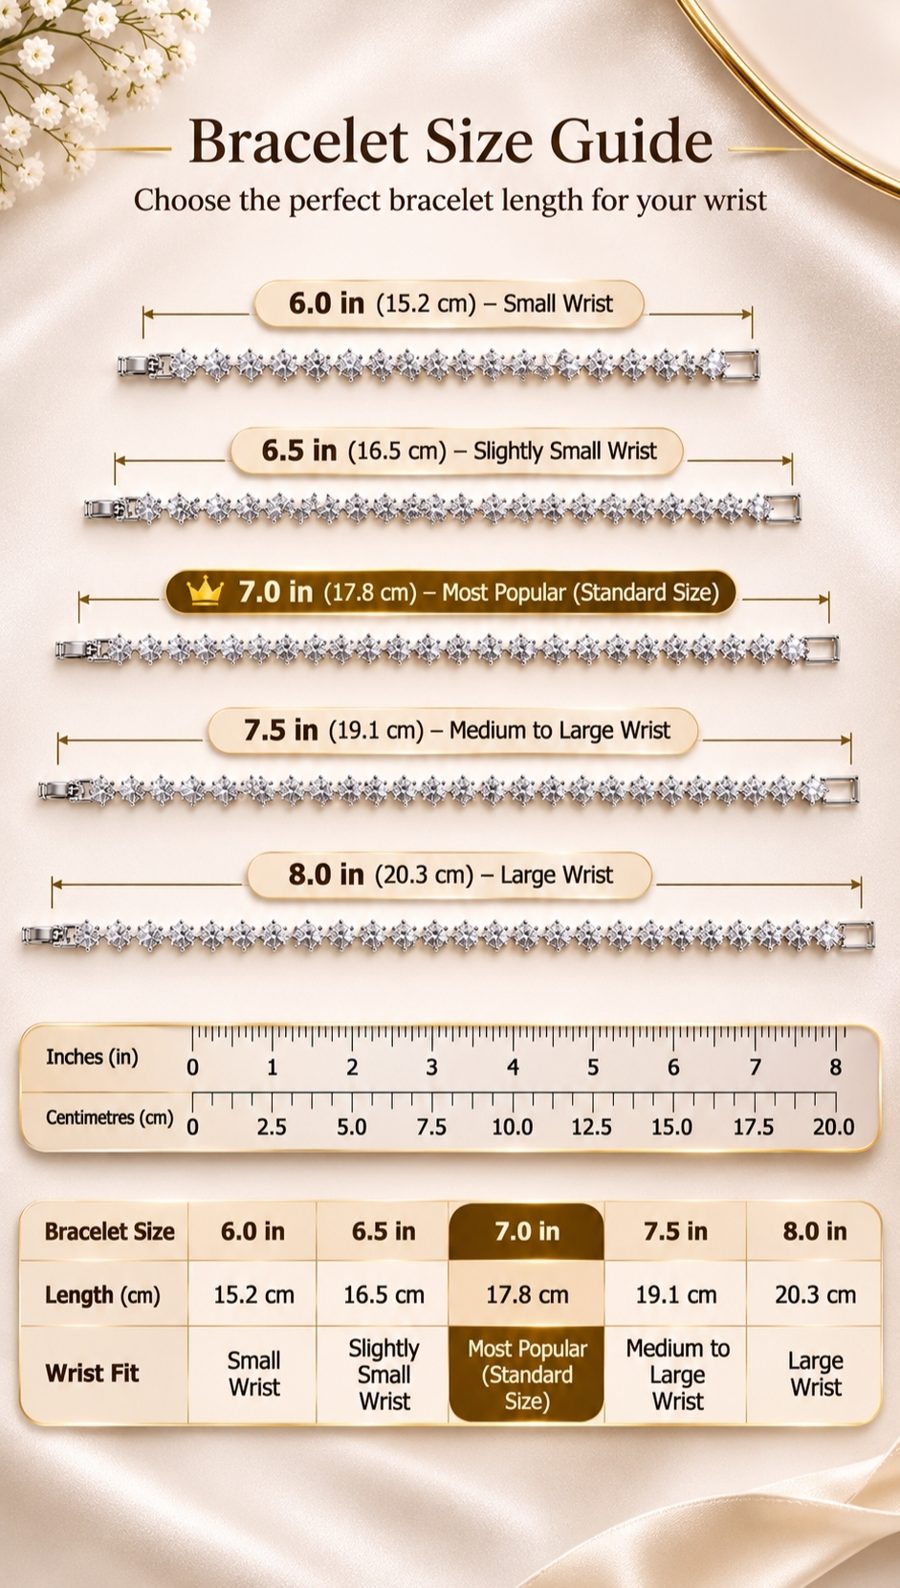 Bracelet Size Guide
Choose the perfect bracelet length for your wrist
6.0 in (15.2 cm) – Small Wrist
6.5 in (16.5 cm) – Slightly Small Wrist
7.0 in (17.8 cm) – Most Popular (Standard Size)
7.5 in (19.1 cm) – Medium to Large Wrist
8.0 in (20.3 cm) – Large Wrist
Inches (in) 0 1 2 3 4 5 6 7 8
Centimetres (cm) 0 2.5 5.0 7.5 10.0 12.5 15.0 17.5 20.0
Bracelet Size 6.0 in 6.5 in 7.0 in 7.5 in 8.0 in
Length (cm) 15.2 cm 16.5 cm 17.8 cm 19.1 cm 20.3 cm
Wrist Fit
Small
Wrist
Slightly
Small
Wrist
Most Popular
(Standard
Size)
Medium to
Large
Wrist
Large
Wrist